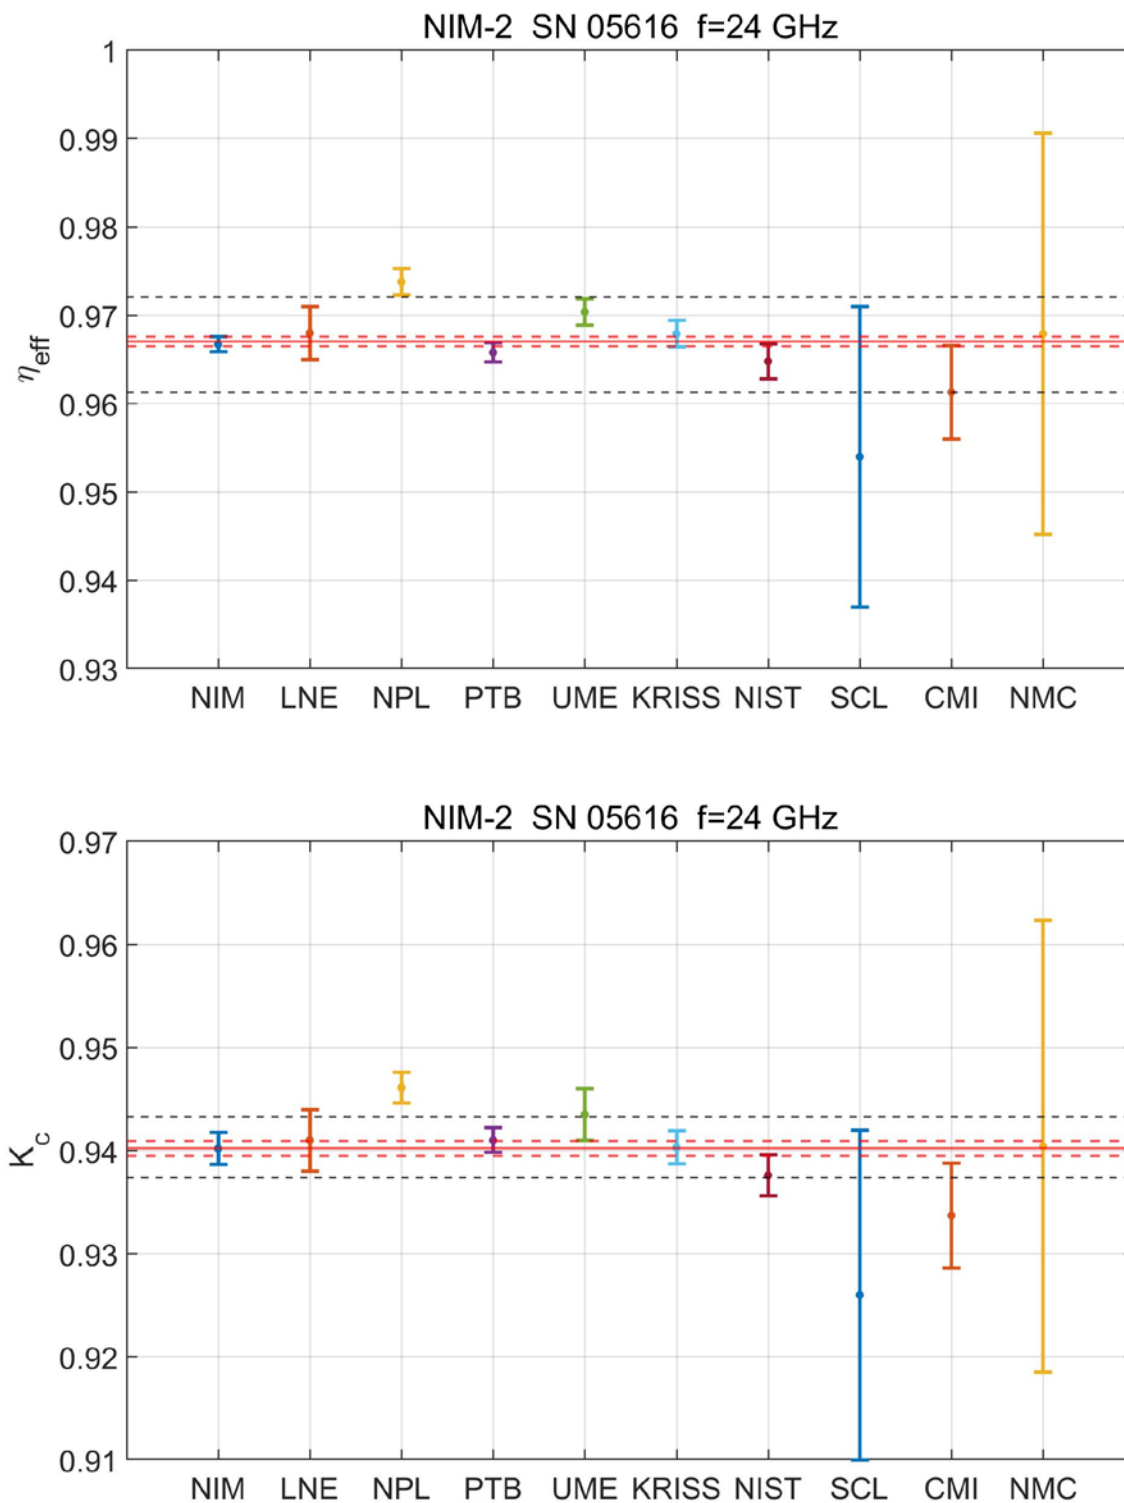 NIM-2 SN 05616 f=24 GHz
1
0.99
0.98
0.97
0.96
0.95
0.94
0.93
η_eff
NIM LNE NPL PTB UME KRISS NIST SCL CMI NMC
NIM-2 SN 05616 f=24 GHz
0.97
0.96
0.95
0.94
0.93
0.92
0.91
K_c
NIM LNE NPL PTB UME KRISS NIST SCL CMI NMC